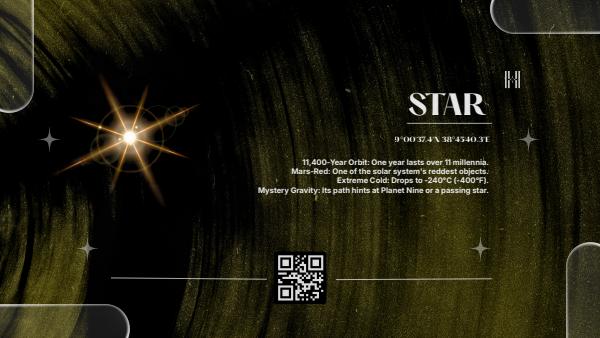 STAR
9°00'37.4"N 38°45'40.3"E
11,400-Year Orbit: One year lasts over 11 millennia.
Mars-Red: One of the solar system's reddest objects.
Extreme Cold: Drops to -240°C (-400°F).
Mystery Gravity: Its path hints at Planet Nine or a passing star.